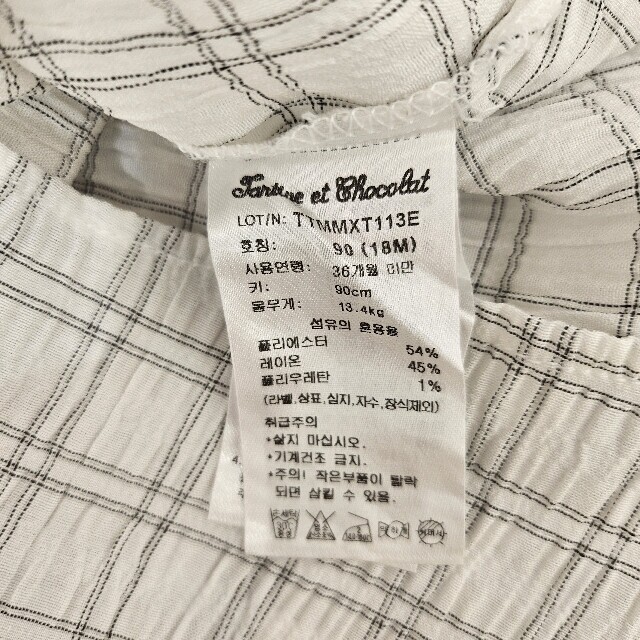 Tartine et Chocolat
LOT/N: TTMMXT113E
호칭: 90 (18M)
사용연령: 36개월 미만
키: 90cm
몸무게: 13.4kg
섬유의 혼용율
폴리에스터 54%
레이온 45%
폴리우레탄 1%
(라벨,상표,심지,자수,장식제외)
취급주의
*삶지 마십시오.
*기계건조 금지.
*주의! 작은부품이 탈락
되면 삼킬 수 있음.